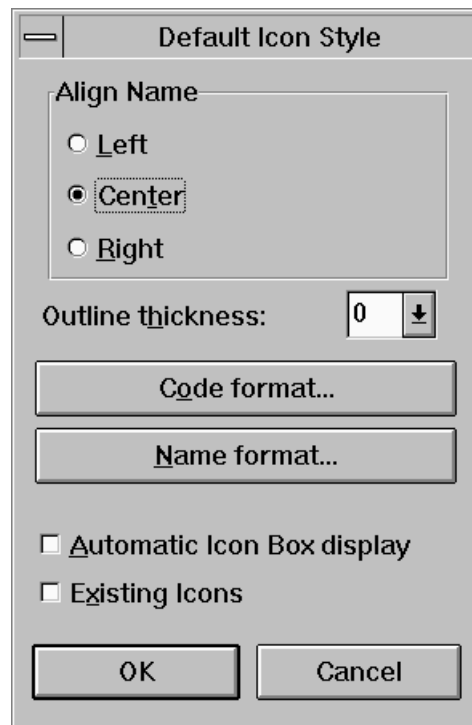 Default Icon Style
Align Name
Left
Center
Right
Outline thickness: 0
Code format...
Name format...
Automatic Icon Box display
Existing Icons
OK Cancel